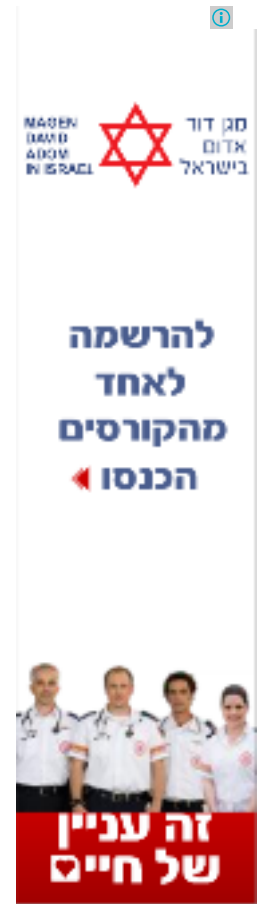 MAGEN
DAVID
ADOM
IN ISRAEL
מגן דוד
אדום
בישראל
להרשמה
לאחד
מהקורסים
הכנסו
זה עניין
של חיים